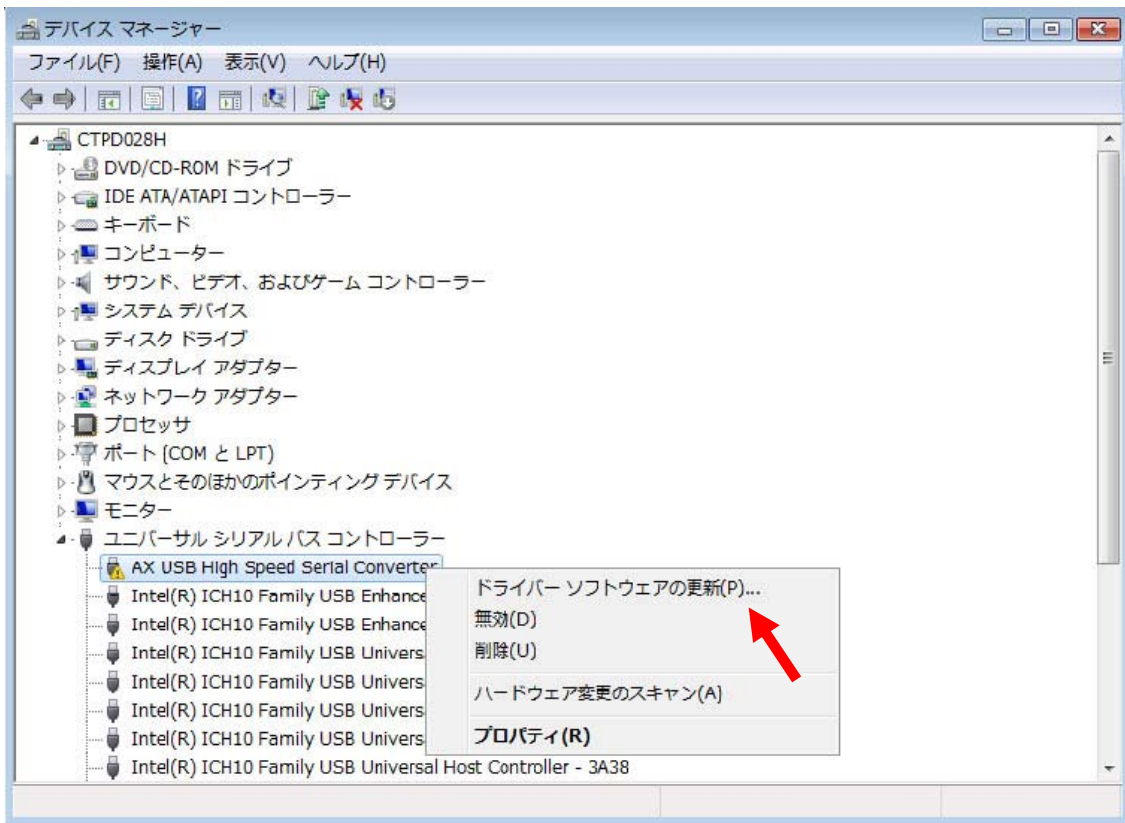 デバイス マネージャー
ファイル(F) 操作(A) 表示(V) ヘルプ(H)
CTPD028H
DVD/CD-ROM ドライブ
IDE ATA/ATAPI コントローラー
キーボード
コンピューター
サウンド、ビデオ、およびゲーム コントローラー
システム デバイス
ディスク ドライブ
ディスプレイ アダプター
ネットワーク アダプター
プロセッサ
ポート (COM と LPT)
マウスとそのほかのポインティング デバイス
モニター
ユニバーサル シリアル バス コントローラー
AX USB High Speed Serial Converter
Intel(R) ICH10 Family USB Enhance
Intel(R) ICH10 Family USB Enhance
Intel(R) ICH10 Family USB Univers
Intel(R) ICH10 Family USB Univers
Intel(R) ICH10 Family USB Univers
Intel(R) ICH10 Family USB Univers
Intel(R) ICH10 Family USB Universal Host Controller - 3A38
ドライバー ソフトウェアの更新(P)...
無効(D)
削除(U)
ハードウェア変更のスキャン(A)
プロパティ(R)